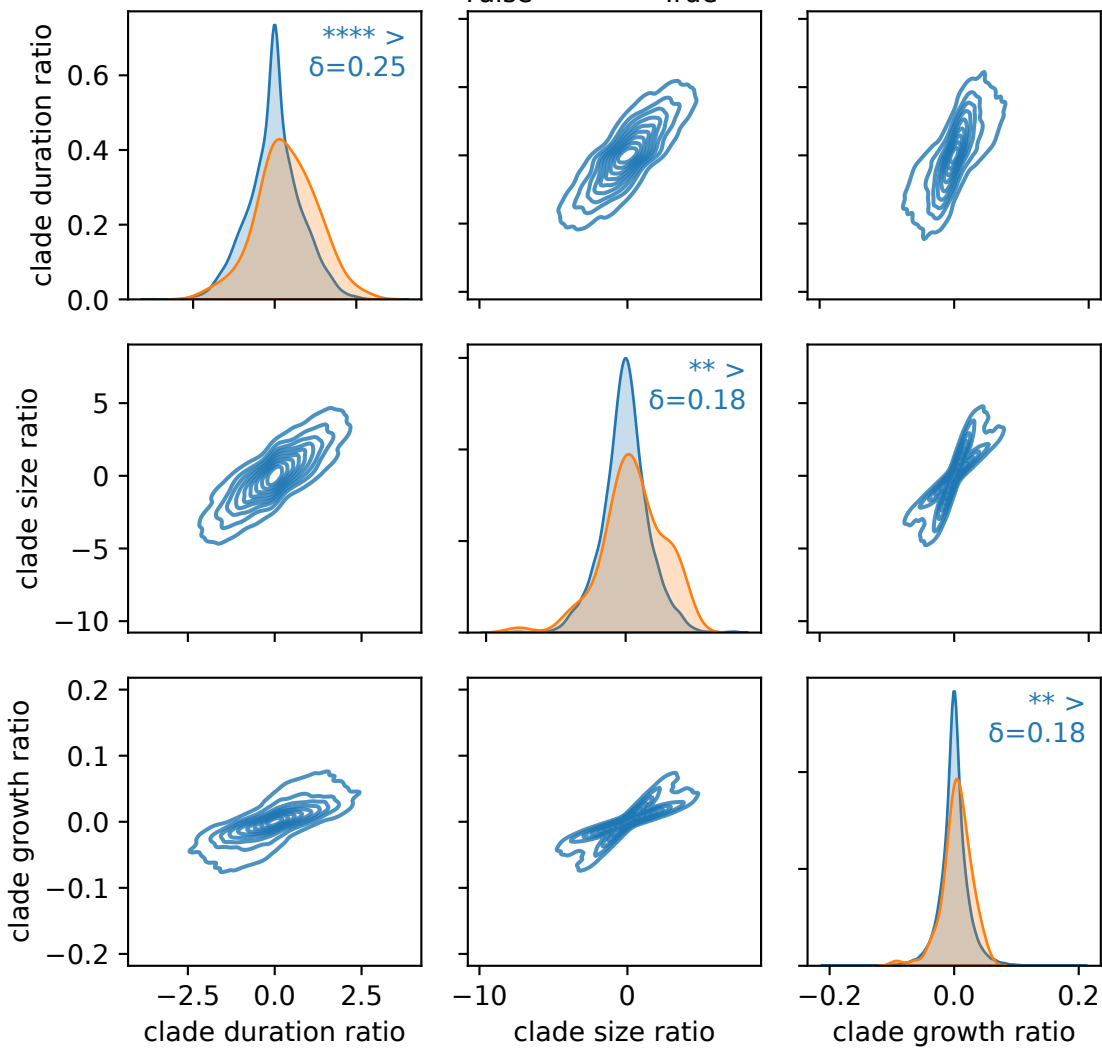 True
clade duration ratio
0.6
0.4
0.2
0.0
**** >
δ=0.25
clade size ratio
5
0
−5
−10
** >
δ=0.18
clade growth ratio
0.2
0.1
0.0
−0.1
−0.2
** >
δ=0.18
−2.5 0.0 2.5
−10 0
−0.2 0.0 0.2
clade duration ratio
clade size ratio
clade growth ratio